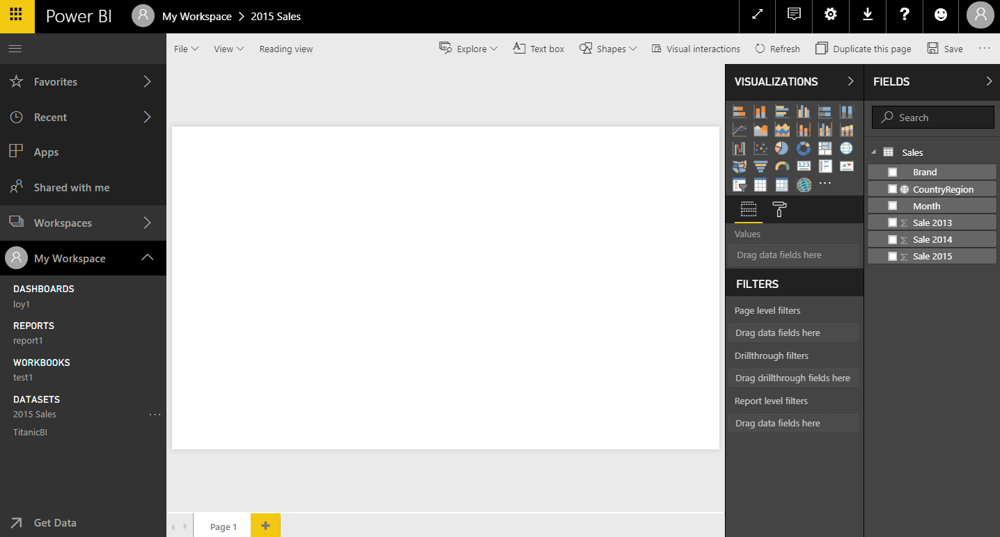 Power BI
My Workspace > 2015 Sales
?
File
View
Reading view
Explore
Text box
Shapes
Visual interactions
Refresh
Duplicate this page
Save
...
Favorites
Recent
Apps
Shared with me
Workspaces
My Workspace
DASHBOARDS
loy1
REPORTS
report1
WORKBOOKS
test1
DATASETS
2015 Sales
...
TitanicBI
Get Data
Page 1
+
VISUALIZATIONS
123
...
Values
Drag data fields here
FILTERS
Page level filters
Drag data fields here
Drillthrough filters
Drag drillthrough fields here
Report level filters
Drag data fields here
FIELDS
Search
Sales
Brand
CountryRegion
Month
Σ Sale 2013
Σ Sale 2014
Σ Sale 2015